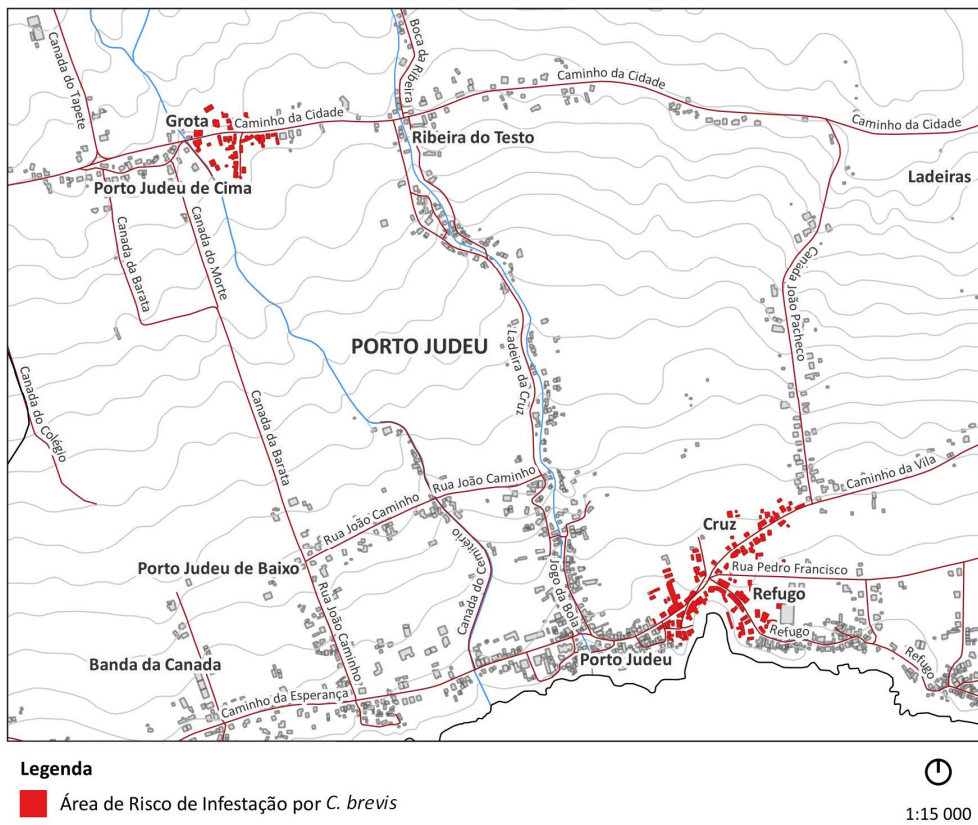 Canada do Tapete
Boca da Ribeira
Caminho da Cidade
Grota
Caminho da Cidade
Caminho da Cidade
Ribeira do Testo
Ladeiras
Porto Judeu de Cima
Canada da Barata
Canada do Morte
Canada João Pacheco
PORTO JUDEU
Ladeira da Cruz
Canada do Colégio
Canada da Barata
Rua João Caminho
Caminho da Vila
Rua João Caminho
Cruz
Canada do Cemitério
Jogo da Bola
Rua Pedro Francisco
Porto Judeu de Baixo
Rua João Caminho
Refugo
Refugo
Banda da Canada
Porto Judeu
Refugo
Caminho da Esperança
Legenda
Área de Risco de Infestação por C. brevis
1:15 000